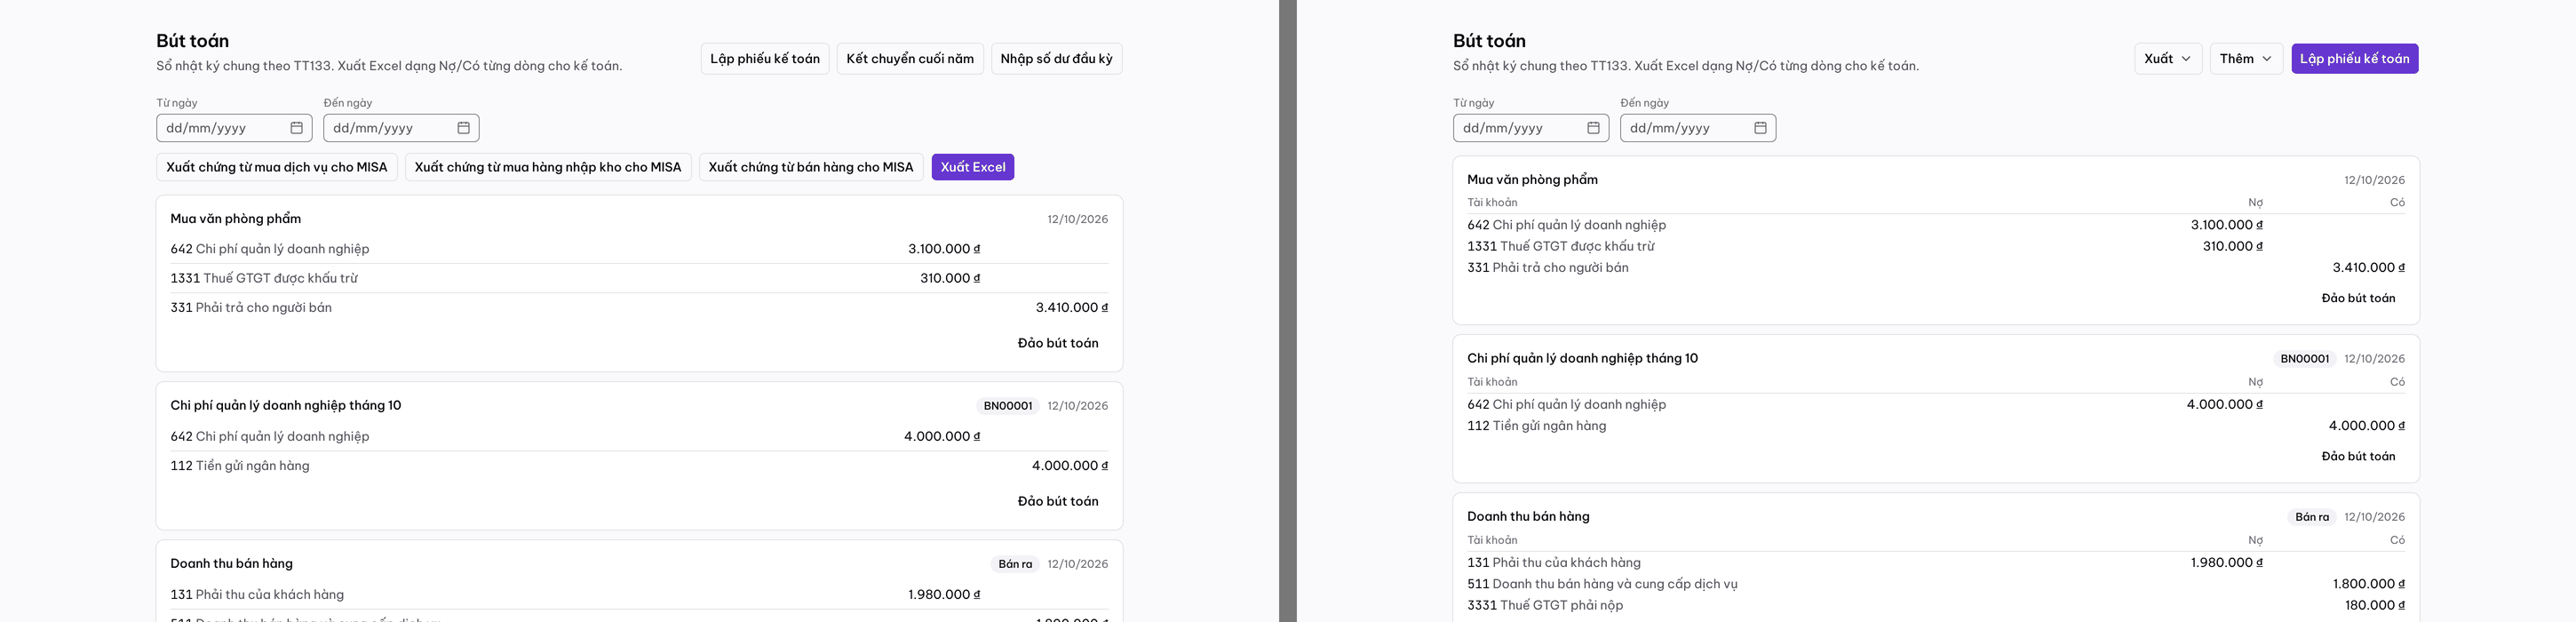 Bút toán
Sổ nhật ký chung theo TT133. Xuất Excel dạng Nợ/Có từng dòng cho kế toán.
Lập phiếu kế toán Kết chuyển cuối năm Nhập số dư đầu kỳ
Từ ngày Đến ngày
dd/mm/yyyy dd/mm/yyyy
Xuất chứng từ mua dịch vụ cho MISA Xuất chứng từ mua hàng nhập kho cho MISA Xuất chứng từ bán hàng cho MISA Xuất Excel
Mua văn phòng phẩm 12/10/2026
642 Chi phí quản lý doanh nghiệp 3.100.000 ₫
1331 Thuế GTGT được khấu trừ 310.000 ₫
331 Phải trả cho người bán 3.410.000 ₫
Đảo bút toán
Chi phí quản lý doanh nghiệp tháng 10 BN00001 12/10/2026
642 Chi phí quản lý doanh nghiệp 4.000.000 ₫
112 Tiền gửi ngân hàng 4.000.000 ₫
Đảo bút toán
Doanh thu bán hàng Bán ra 12/10/2026
131 Phải thu của khách hàng 1.980.000 ₫
Bút toán
Sổ nhật ký chung theo TT133. Xuất Excel dạng Nợ/Có từng dòng cho kế toán.
Xuất Thêm Lập phiếu kế toán
Từ ngày Đến ngày
dd/mm/yyyy dd/mm/yyyy
Mua văn phòng phẩm 12/10/2026
Tài khoản Nợ Có
642 Chi phí quản lý doanh nghiệp 3.100.000 ₫
1331 Thuế GTGT được khấu trừ 310.000 ₫
331 Phải trả cho người bán 3.410.000 ₫
Đảo bút toán
Chi phí quản lý doanh nghiệp tháng 10 BN00001 12/10/2026
Tài khoản Nợ Có
642 Chi phí quản lý doanh nghiệp 4.000.000 ₫
112 Tiền gửi ngân hàng 4.000.000 ₫
Đảo bút toán
Doanh thu bán hàng Bán ra 12/10/2026
Tài khoản Nợ Có
131 Phải thu của khách hàng 1.980.000 ₫
511 Doanh thu bán hàng và cung cấp dịch vụ 1.800.000 ₫
3331 Thuế GTGT phải nộp 180.000 ₫